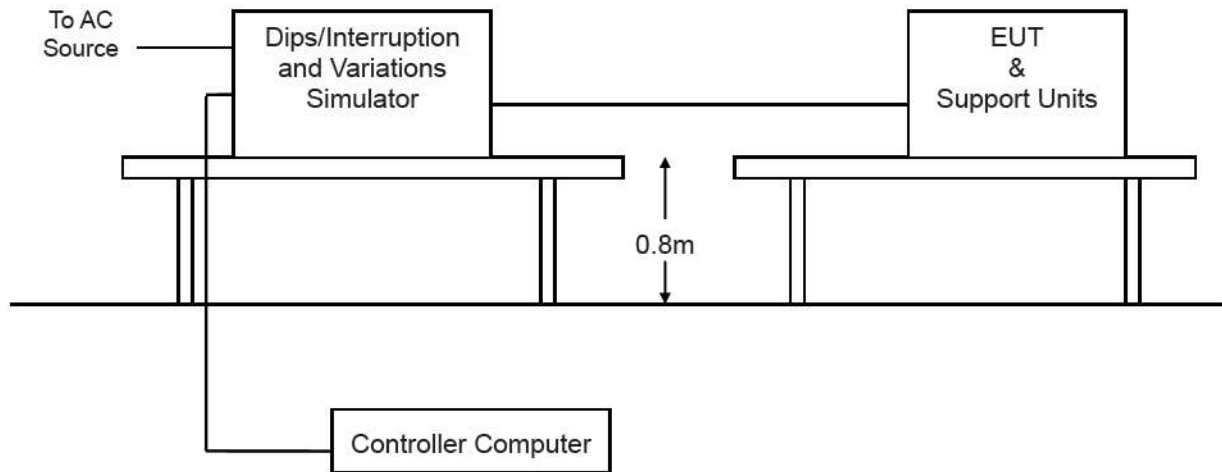 To AC
Source
Dips/Interruption
and Variations
Simulator
EUT
&
Support Units
0.8m
Controller Computer